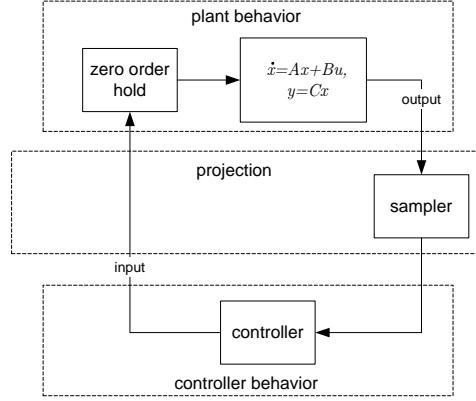 plant behavior
zero order
hold
ẋ=Ax+Bu,
y=Cx
output
projection
sampler
input
controller
controller behavior